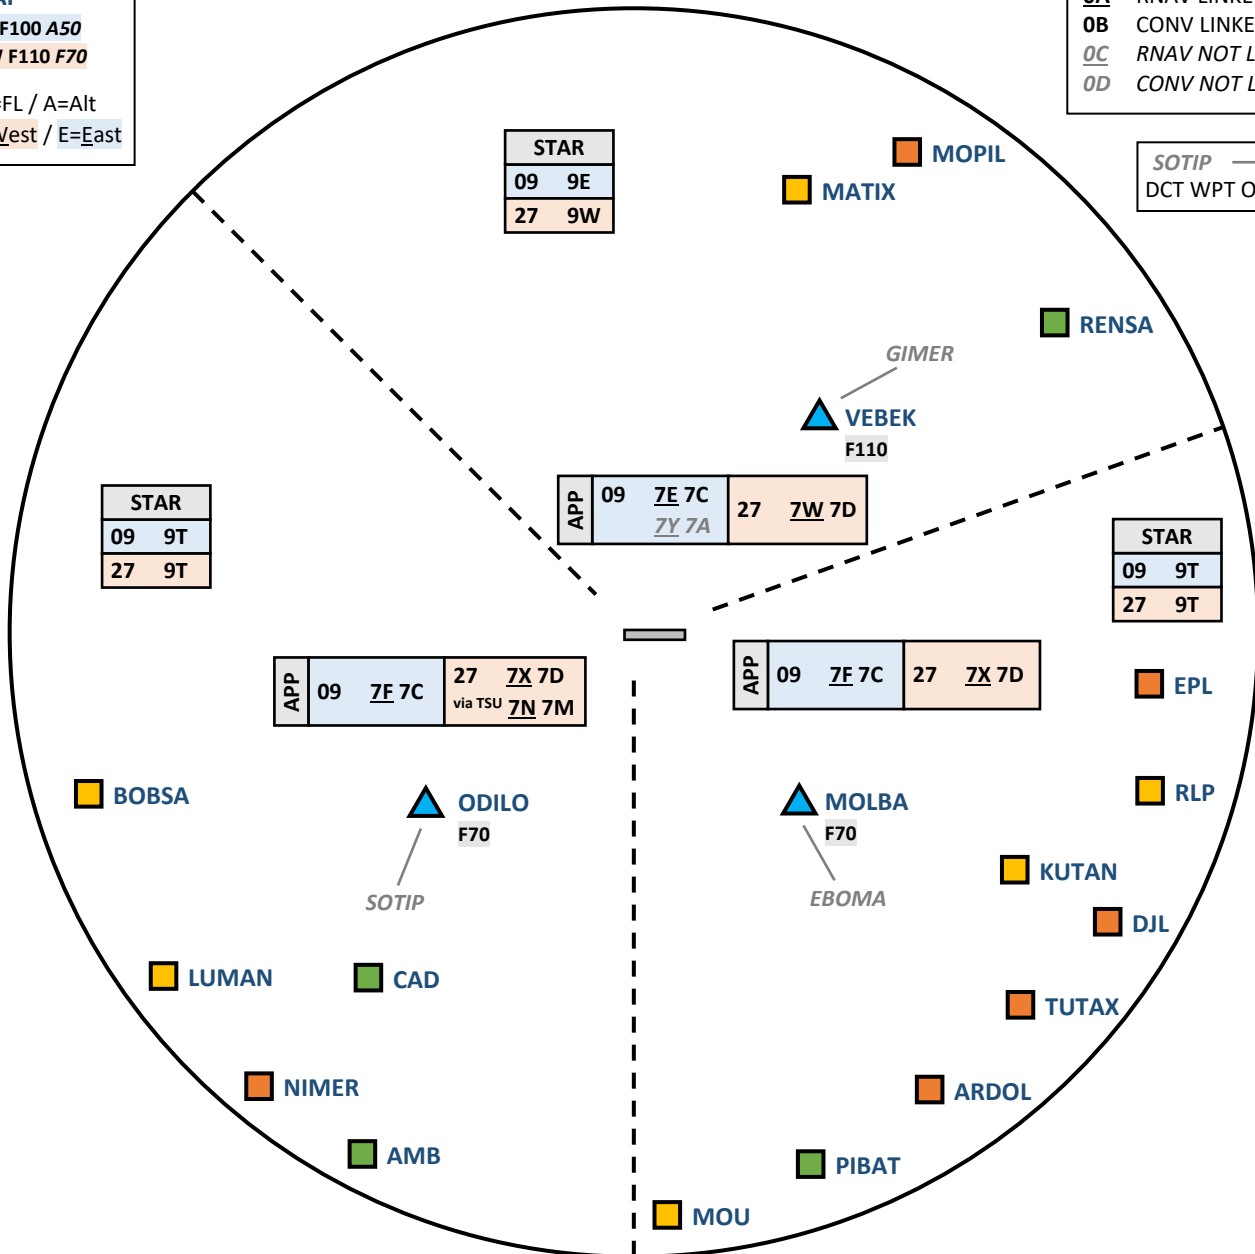 F100 A50
F110 F70
FL / A=Alt
West / E=East
0B CONV LINKE
0C RNAV NOT L
0D CONV NOT L
SOTIP
DCT WPT O
STAR
09 9E
27 9W
MOPIL
MATIX
RENSA
GIMER
VEBEK
F110
APP
09 7E 7C
7Y 7A
27 7W 7D
STAR
09 9T
27 9T
STAR
09 9T
27 9T
APP
09 7F 7C
27 7X 7D
via TSU 7N 7M
APP
09 7F 7C
27 7X 7D
EPL
BOBSA
ODILO
F70
SOTIP
MOLBA
F70
EBOMA
RLP
KUTAN
DJL
LUMAN
CAD
TUTAX
NIMER
ARDOL
AMB
PIBAT
MOU